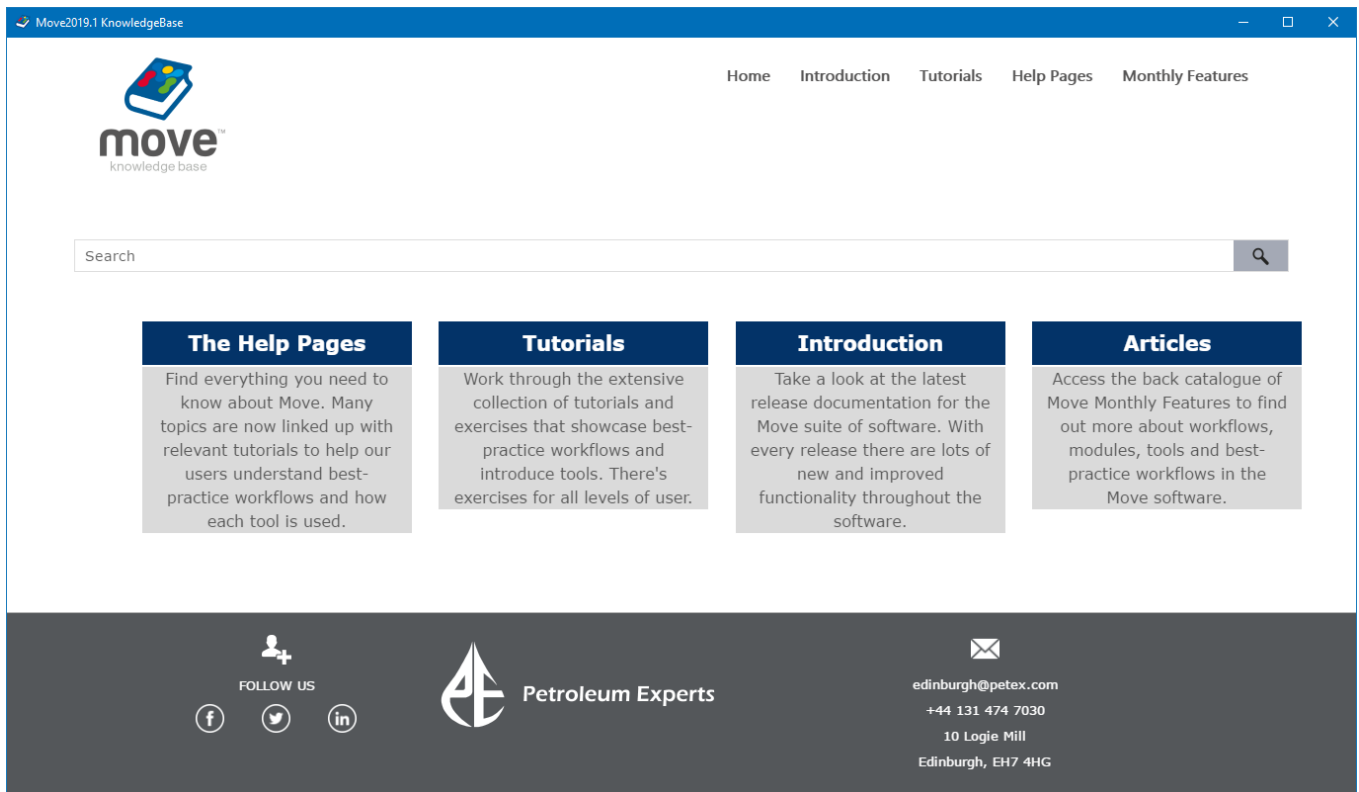 Move2019.1 KnowledgeBase
Home Introduction Tutorials Help Pages Monthly Features
move™
knowledge base
Search
The Help Pages
Find everything you need to
know about Move. Many
topics are now linked up with
relevant tutorials to help our
users understand best-
practice workflows and how
each tool is used.
Tutorials
Work through the extensive
collection of tutorials and
exercises that showcase best-
practice workflows and
introduce tools. There's
exercises for all levels of user.
Introduction
Take a look at the latest
release documentation for the
Move suite of software. With
every release there are lots of
new and improved
functionality throughout the
software.
Articles
Access the back catalogue of
Move Monthly Features to find
out more about workflows,
modules, tools and best-
practice workflows in the
Move software.
FOLLOW US
f in
Petroleum Experts
edinburgh@petex.com
+44 131 474 7030
10 Logie Mill
Edinburgh, EH7 4HG